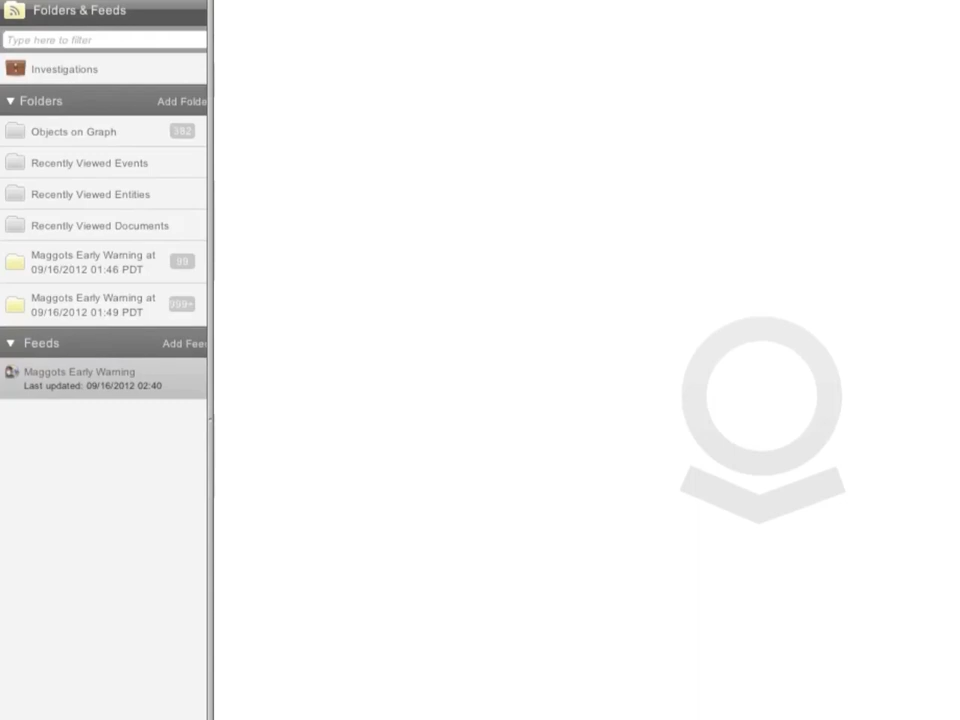 Folders & Feeds
Type here to filter
Investigations
Folders Add Folde
Objects on Graph 382
Recently Viewed Events
Recently Viewed Entities
Recently Viewed Documents
Maggots Early Warning at
09/16/2012 01:46 PDT 99
Maggots Early Warning at
09/16/2012 01:49 PDT 999+
Feeds Add Fee
Maggots Early Warning
Last updated: 09/16/2012 02:40